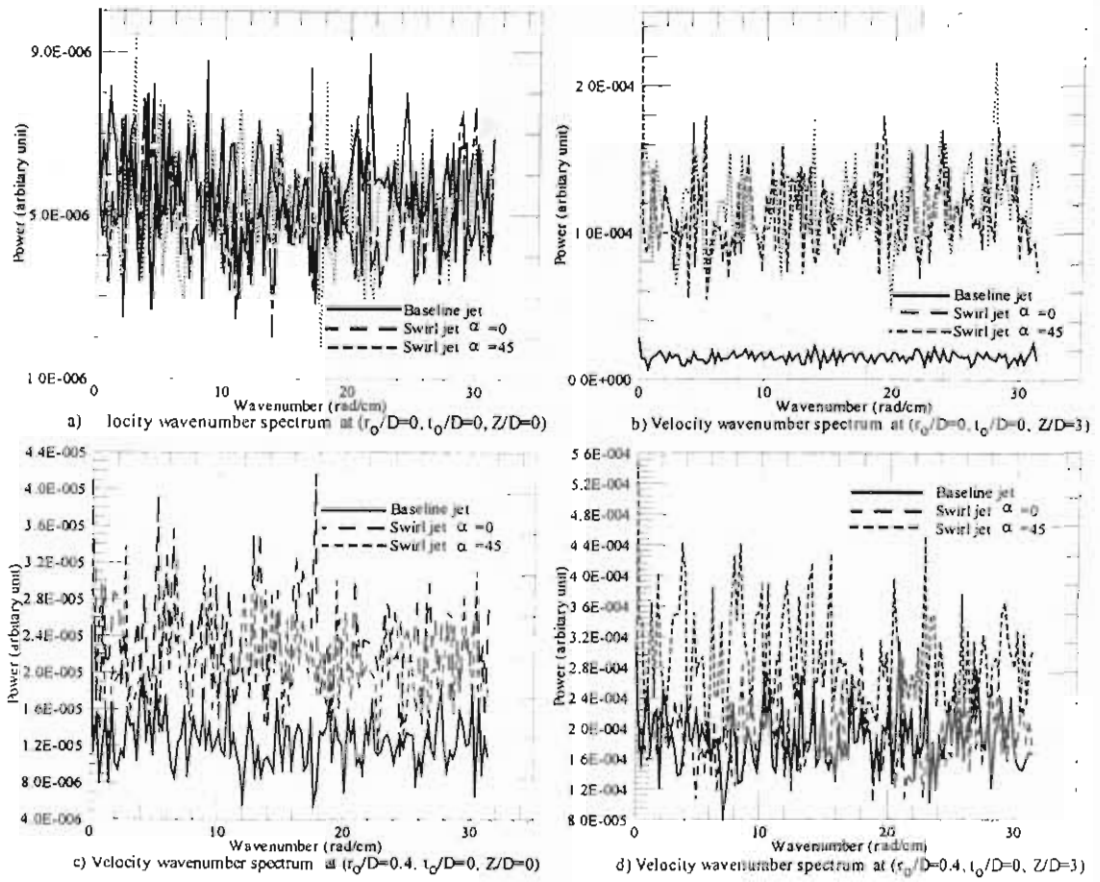 9.0E-006
5.0E-006
1.0E-006
Power (arbitary unit)
Baseline jet
Swirl jet α =0
Swirl jet α =45
0 10 20 30
Wavenumber (rad/cm)
a) locity wavenumber spectrum at (r_o/D=0, t_o/D=0, Z/D=0)
2.0E-004
1.0E-004
0.0E+000
Power (arbitary unit)
Baseline jet
Swirl jet α =0
Swirl jet α =45
0 10 20 30
Wavenumber (rad/cm)
b) Velocity wavenumber spectrum at (r_o/D=0, t_o/D=0, Z/D=3)
4.4E-005
4.0E-005
3.6E-005
3.2E-005
2.8E-005
2.4E-005
2.0E-005
1.6E-005
1.2E-005
8.0E-006
4.0E-006
Power (arbitary unit)
Baseline jet
Swirl jet α =0
Swirl jet α =45
0 10 20 30
Wavenumber (rad/cm)
c) Velocity wavenumber spectrum at (r_o/D=0.4, t_o/D=0, Z/D=0)
5.6E-004
5.2E-004
4.8E-004
4.4E-004
4.0E-004
3.6E-004
3.2E-004
2.8E-004
2.4E-004
2.0E-004
1.6E-004
1.2E-004
8.0E-005
Power (arbitary unit)
Baseline jet
Swirl jet α =0
Swirl jet α =45
0 10 20 30
Wavenumber (rad/cm)
d) Velocity wavenumber spectrum at (r_o/D=0.4, t_o/D=0, Z/D=3)